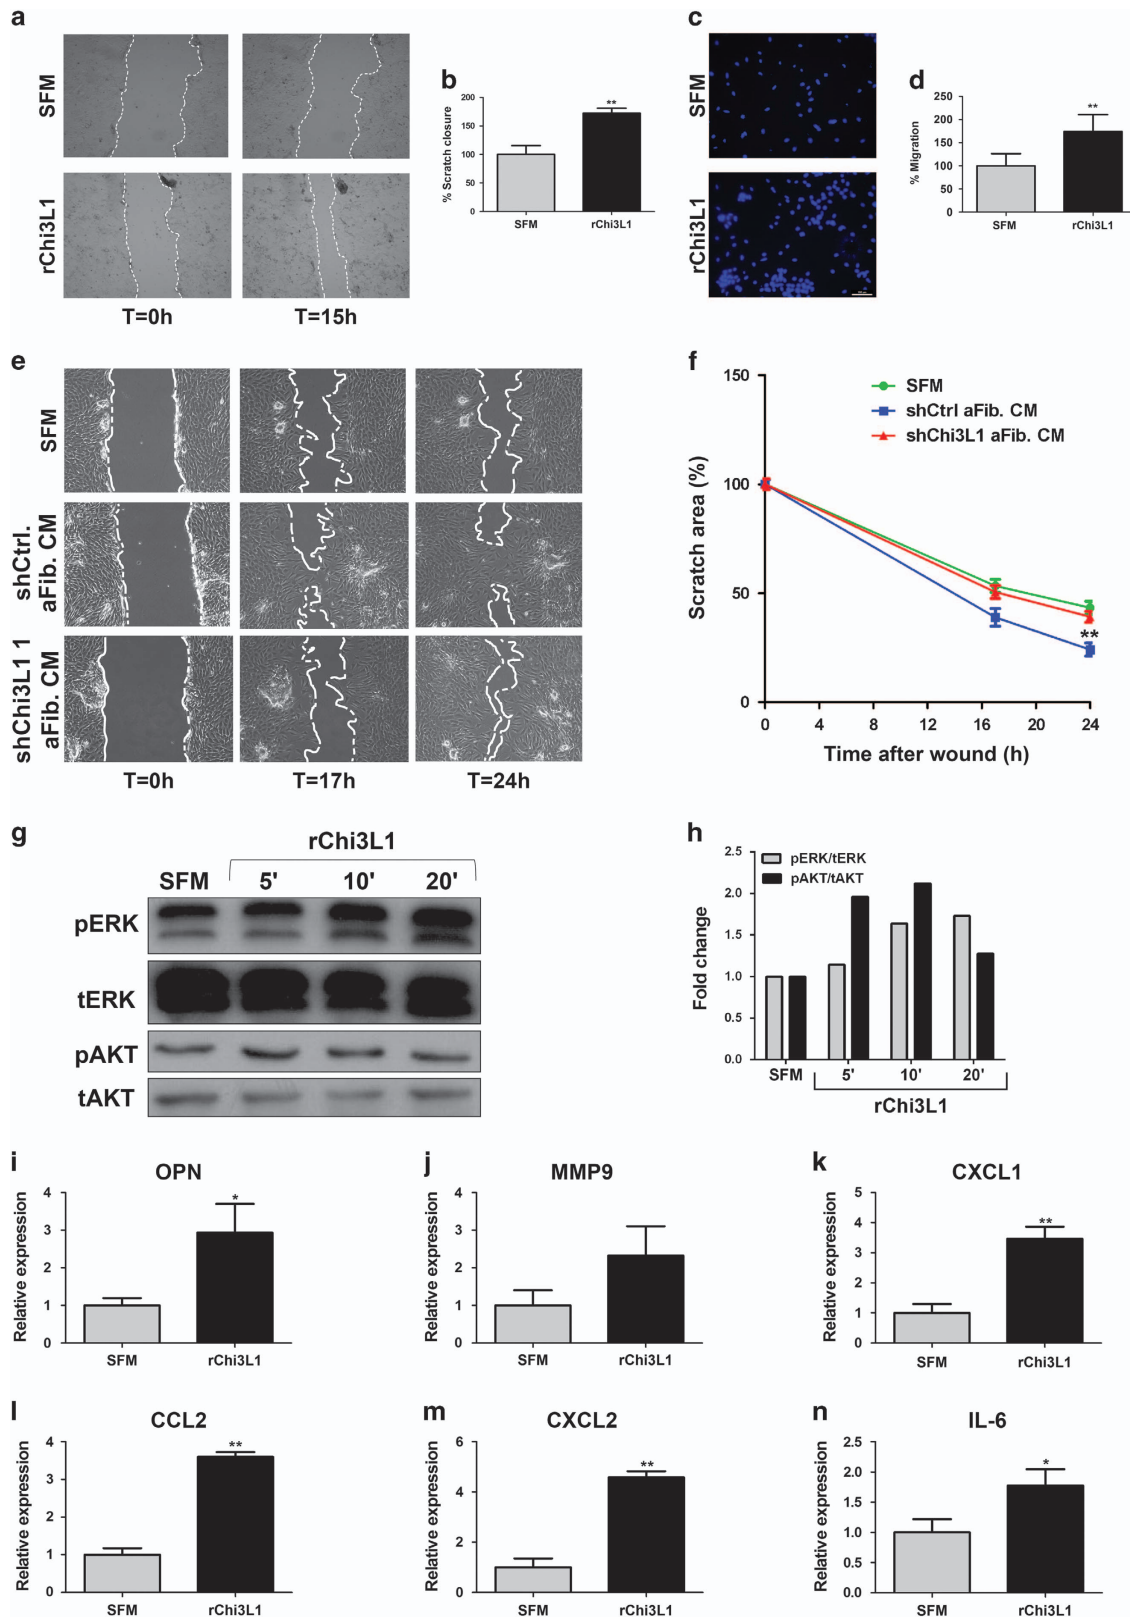 a
SFM
rChi3L1
T=0h
T=15h
b
% Scratch closure
200
150
100
50
0
**
SFM
rChi3L1
c
SFM
rChi3L1
d
% Migration
250
200
150
100
50
0
**
SFM
rChi3L1
e
SFM
shCtrl.
aFib. CM
shChi3L1 1
aFib. CM
T=0h
T=17h
T=24h
f
Scratch area (%)
150
100
50
0
SFM
shCtrl aFib. CM
shChi3L1 aFib. CM
**
0
4
8
12
16
20
24
Time after wound (h)
g
rChi3L1
SFM
5'
10'
20'
pERK
tERK
pAKT
tAKT
h
Fold change
2.5
2.0
1.5
1.0
0.5
0.0
pERK/tERK
pAKT/tAKT
SFM
5'
10'
20'
rChi3L1
i
OPN
Relative expression
4
3
2
1
0
*
SFM
rChi3L1
j
MMP9
Relative expression
4
3
2
1
0
SFM
rChi3L1
k
CXCL1
Relative expression
5
4
3
2
1
0
**
SFM
rChi3L1
l
CCL2
Relative expression
4
3
2
1
0
**
SFM
rChi3L1
m
CXCL2
Relative expression
6
4
2
0
**
SFM
rChi3L1
n
IL-6
Relative expression
2.5
2.0
1.5
1.0
0.5
0.0
*
SFM
rChi3L1